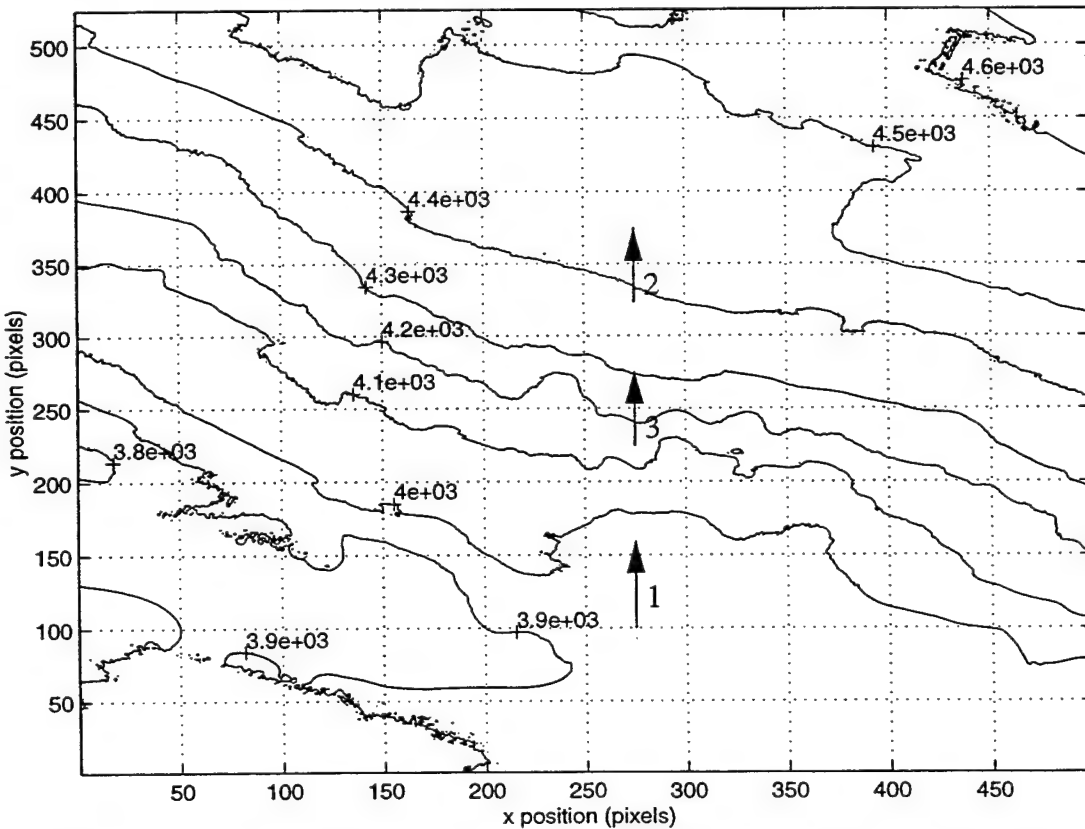 500
450
400
350
300
250
200
150
100
50
y position (pixels)
4.6e+03
4.5e+03
4.4e+03
2
4.3e+03
4.2e+03
4.1e+03
3
3.8e+03
4e+03
1
3.9e+03
3.9e+03
50 100 150 200 250 300 350 400 450
x position (pixels)